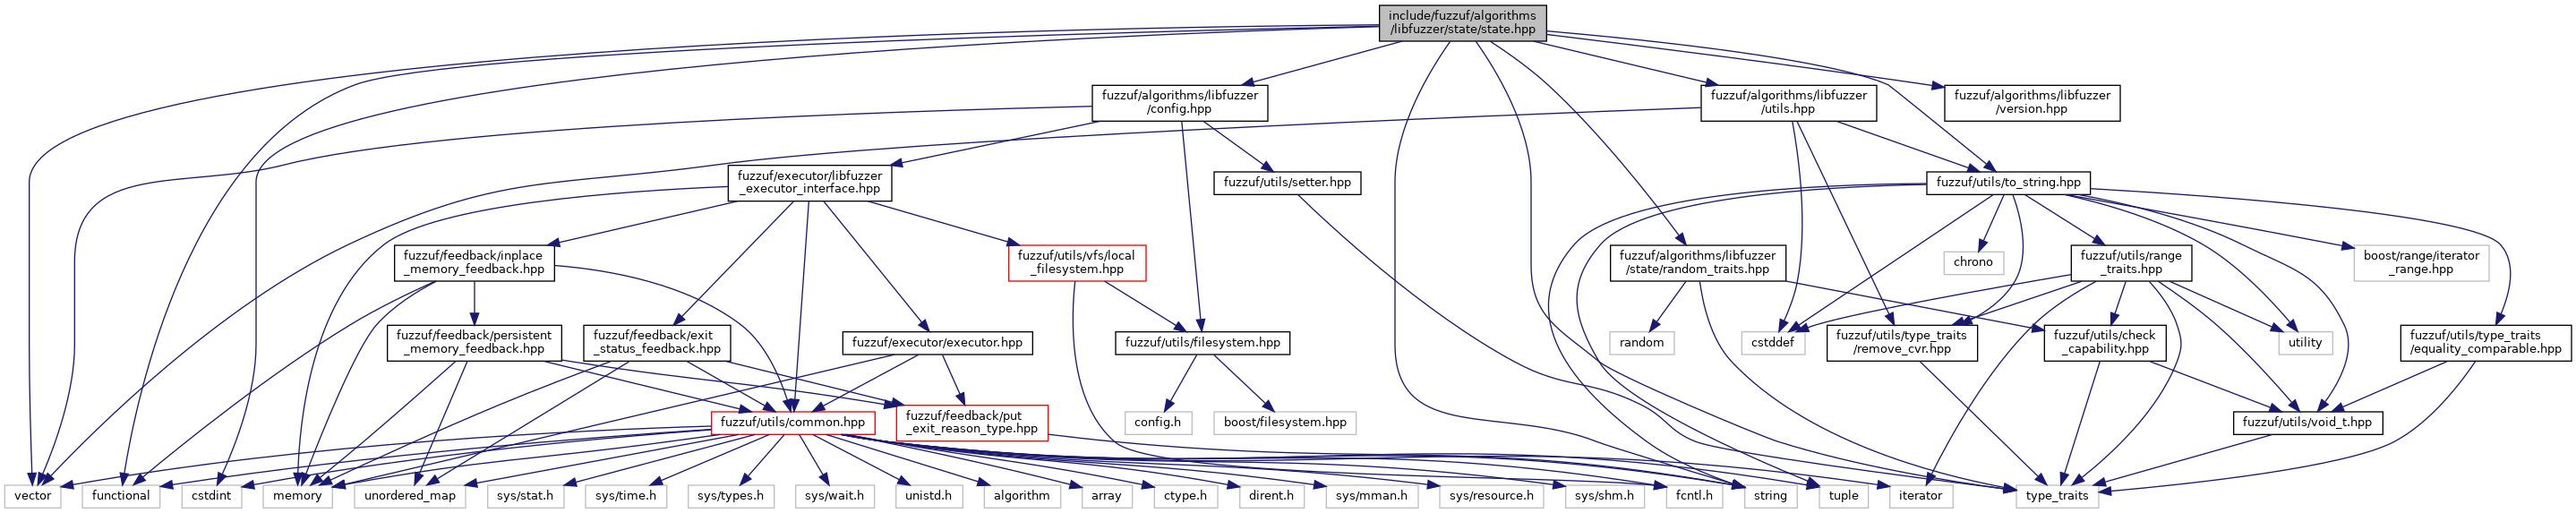 include/fuzzuf/algorithms
/libfuzzer/state/state.hpp
fuzzuf/algorithms/libfuzzer
/config.hpp
fuzzuf/algorithms/libfuzzer
/utils.hpp
fuzzuf/algorithms/libfuzzer
/version.hpp
fuzzuf/executor/libfuzzer
_executor_interface.hpp
fuzzuf/utils/setter.hpp
fuzzuf/utils/to_string.hpp
fuzzuf/feedback/inplace
_memory_feedback.hpp
fuzzuf/utils/vfs/local
_filesystem.hpp
fuzzuf/algorithms/libfuzzer
/state/random_traits.hpp
chrono
fuzzuf/utils/range
_traits.hpp
boost/range/iterator
_range.hpp
fuzzuf/feedback/persistent
_memory_feedback.hpp
fuzzuf/feedback/exit
_status_feedback.hpp
fuzzuf/executor/executor.hpp
fuzzuf/utils/filesystem.hpp
random
cstddef
fuzzuf/utils/type_traits
/remove_cvr.hpp
fuzzuf/utils/check
_capability.hpp
utility
fuzzuf/utils/type_traits
/equality_comparable.hpp
fuzzuf/utils/common.hpp
fuzzuf/feedback/put
_exit_reason_type.hpp
config.h
boost/filesystem.hpp
fuzzuf/utils/void_t.hpp
vector
functional
cstdint
memory
unordered_map
sys/stat.h
sys/time.h
sys/types.h
sys/wait.h
unistd.h
algorithm
array
ctype.h
dirent.h
sys/mman.h
sys/resource.h
sys/shm.h
fcntl.h
string
tuple
iterator
type_traits